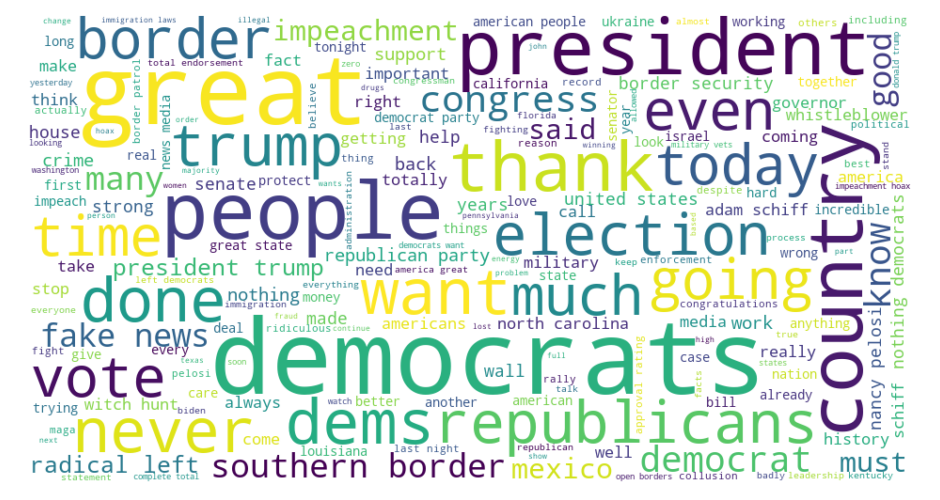 change
immigration laws
illegal
long
border
impeachment
american people
ukraine
working
almost
others
including
president
tonight
make
total endorsement
fact
support
zero
congressman
john
allowed
great
important
drugs
california
record
border security
together
good
donald trump
think
actually
yesterday
hoax
order
believe
right
congress
democrat party
florida
year
senator
even
governor
whistleblower
house
looking
news media
border patrol
trump
getting
help
last
fighting
reason
winning
said
look
israel
military vets
coming
political
crime
real
thing
back
thank
today
best
stand
washington
majority
many
first
women
senate
protect
wants
totally
despite
hard
america
impeachment hoax
impeach
person
strong
people
administration
years
love
pennsylvania
united states
call
adam schiff
incredible
based
country
time
great state
things
election
process
part
wrong
democrats want
republican party
energy
military
keep
enforcement
know
take
president trump
need
america great
problem
state
going
stop
left democrats
everything
want
much
congratulations
everyone
done
nothing
immigration
money
fraud
made
americans
lost
north carolina
media
work
anything
nothing democrats
fake news
deal
ridiculous
continue
high
true
really
fight
give
every
democrats
case
states
nation
texas
soon
full
wall
vote
pelosi
care
rally
talk
bill
already
approval rating
facts
nancy pelosi
schiff
trying
witch hunt
always
watch
better
another
american
biden
maga
never
come
dems
republicans
history
next
louisiana
last night
republican
show
well
democrat
must
radical left
southern border
mexico
statement
complete total
open borders
collusion
badly
leadership
kentucky